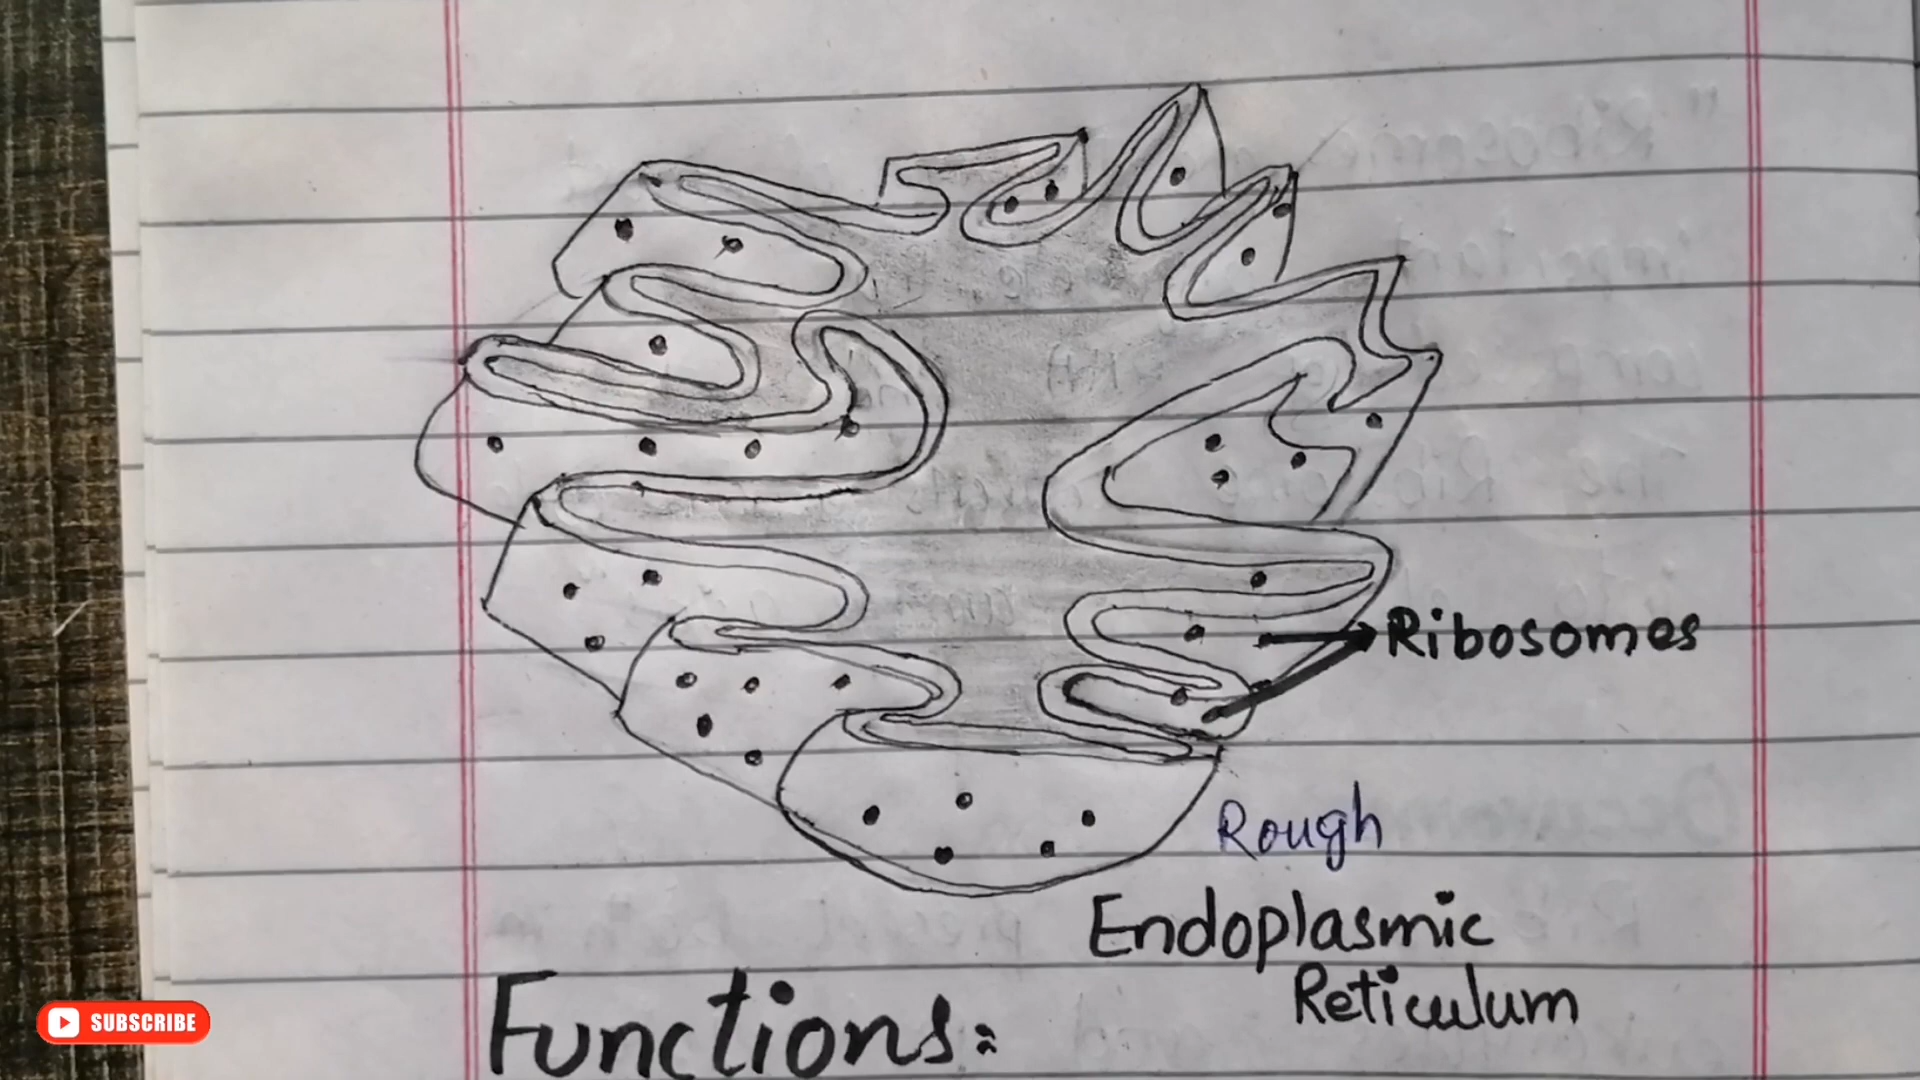 Ribosomes
Rough
Endoplasmic
Reticulum
Functions:
SUBSCRIBE